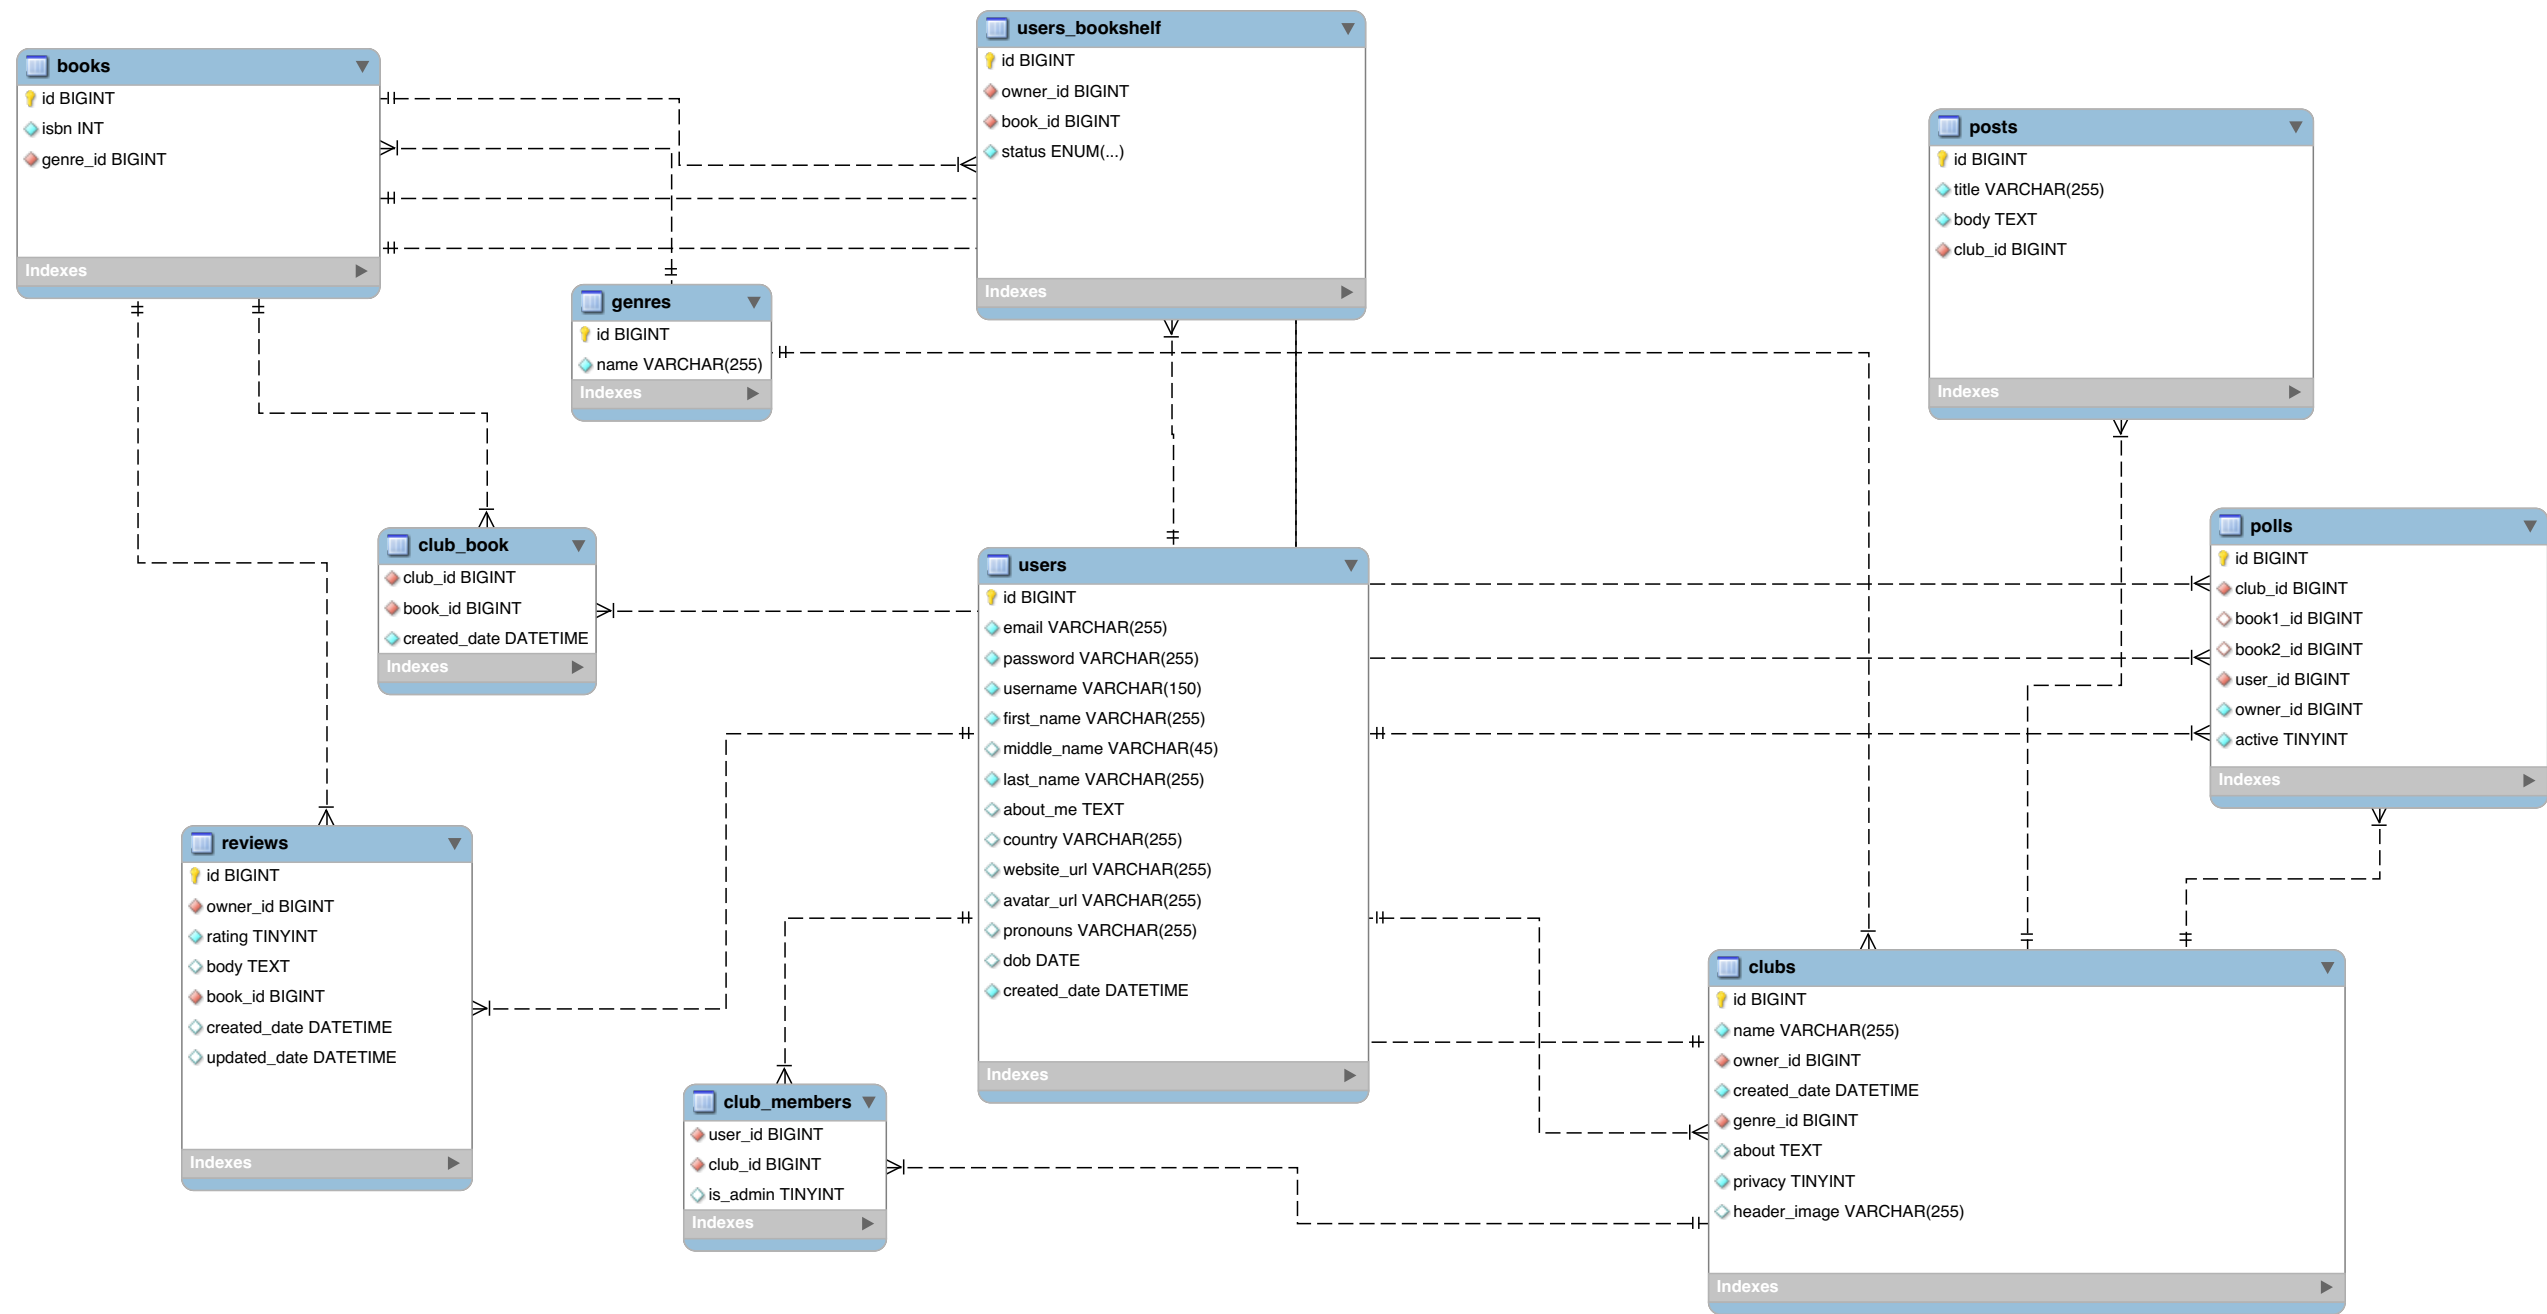 books
id BIGINT
isbn INT
genre_id BIGINT
Indexes
users_bookshelf
id BIGINT
owner_id BIGINT
book_id BIGINT
status ENUM(...)
Indexes
posts
id BIGINT
title VARCHAR(255)
body TEXT
club_id BIGINT
Indexes
genres
id BIGINT
name VARCHAR(255)
Indexes
club_book
club_id BIGINT
book_id BIGINT
created_date DATETIME
Indexes
users
id BIGINT
email VARCHAR(255)
password VARCHAR(255)
username VARCHAR(150)
first_name VARCHAR(255)
middle_name VARCHAR(45)
last_name VARCHAR(255)
about_me TEXT
country VARCHAR(255)
website_url VARCHAR(255)
avatar_url VARCHAR(255)
pronouns VARCHAR(255)
dob DATE
created_date DATETIME
Indexes
polls
id BIGINT
club_id BIGINT
book1_id BIGINT
book2_id BIGINT
user_id BIGINT
owner_id BIGINT
active TINYINT
Indexes
reviews
id BIGINT
owner_id BIGINT
rating TINYINT
body TEXT
book_id BIGINT
created_date DATETIME
updated_date DATETIME
Indexes
club_members
user_id BIGINT
club_id BIGINT
is_admin TINYINT
Indexes
clubs
id BIGINT
name VARCHAR(255)
owner_id BIGINT
created_date DATETIME
genre_id BIGINT
about TEXT
privacy TINYINT
header_image VARCHAR(255)
Indexes